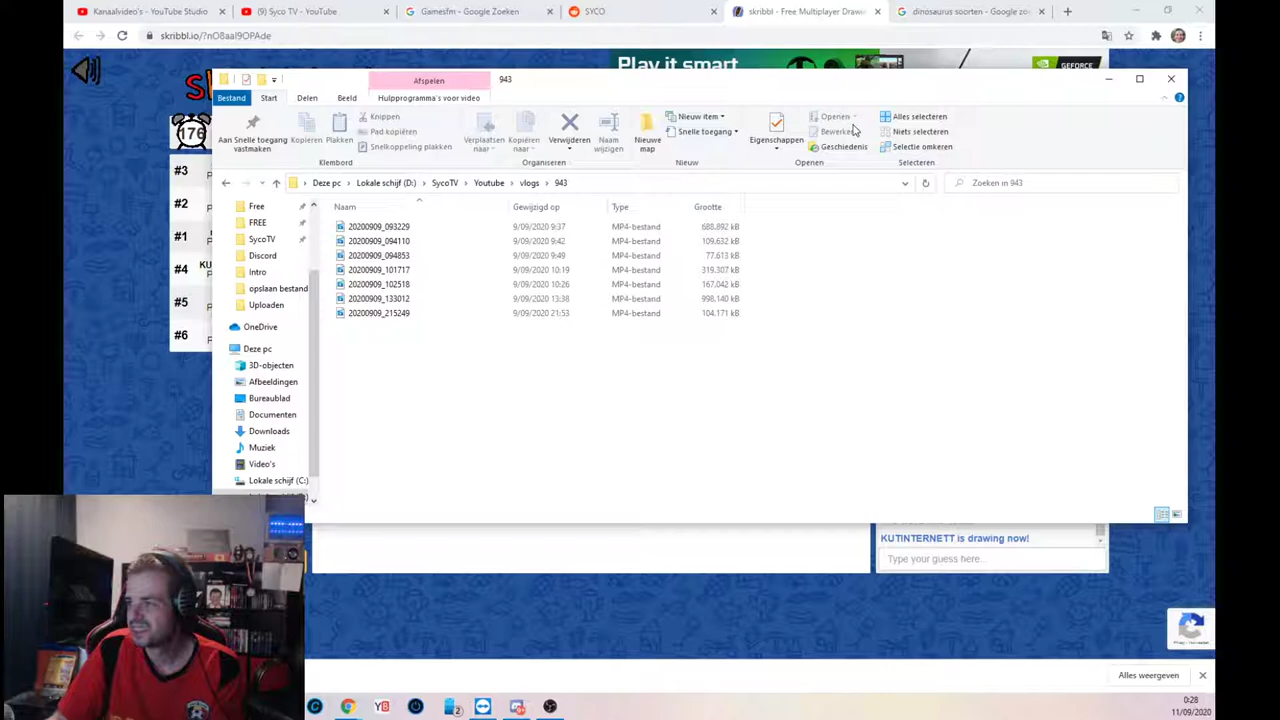 Kanaalvideo's - YouTube Studio
(9) Syco TV - YouTube
Gamesfm - Google Zoeken
SYCO
skribbl - Free Multiplayer Drawin
dinosaurus soorten - Google zo
skribbl.io/?nO8aaI9OPAde
Play it smart
GEFORCE
Afspelen
943
Bestand
Start
Delen
Beeld
Hulpprogramma's voor video
176
Aan Snelle toegang vastmaken
Kopiëren
Plakken
Knippen
Pad kopiëren
Snelkoppeling plakken
Klembord
Verplaatsen naar
Kopiëren naar
Verwijderen
Naam wijzigen
Organiseren
Nieuwe map
Nieuw item
Snelle toegang
Nieuw
Eigenschappen
Openen
Bewerken
Geschiedenis
Openen
Alles selecteren
Niets selecteren
Selectie omkeren
Selecteren
Deze pc > Lokale schijf (D:) > SycoTV > Youtube > vlogs > 943
Zoeken in 943
#3
#2
#1
#4 KU
#5
#6
Free
FREE
SycoTV
Discord
Intro
opslaan bestand
Uploaden
OneDrive
Deze pc
3D-objecten
Afbeeldingen
Bureaublad
Documenten
Downloads
Muziek
Video's
Lokale schijf (C:)
Naam Gewijzigd op Type Grootte
20200909_093229 9/09/2020 9:37 MP4-bestand 688.892 kB
20200909_094110 9/09/2020 9:42 MP4-bestand 109.632 kB
20200909_094853 9/09/2020 9:49 MP4-bestand 77.613 kB
20200909_101717 9/09/2020 10:19 MP4-bestand 319.307 kB
20200909_102518 9/09/2020 10:26 MP4-bestand 167.042 kB
20200909_133012 9/09/2020 13:38 MP4-bestand 998.140 kB
20200909_215249 9/09/2020 21:53 MP4-bestand 104.171 kB
KUTINTERNETT is drawing now!
Type your guess here...
Alles weergeven
0:28
11/09/2020